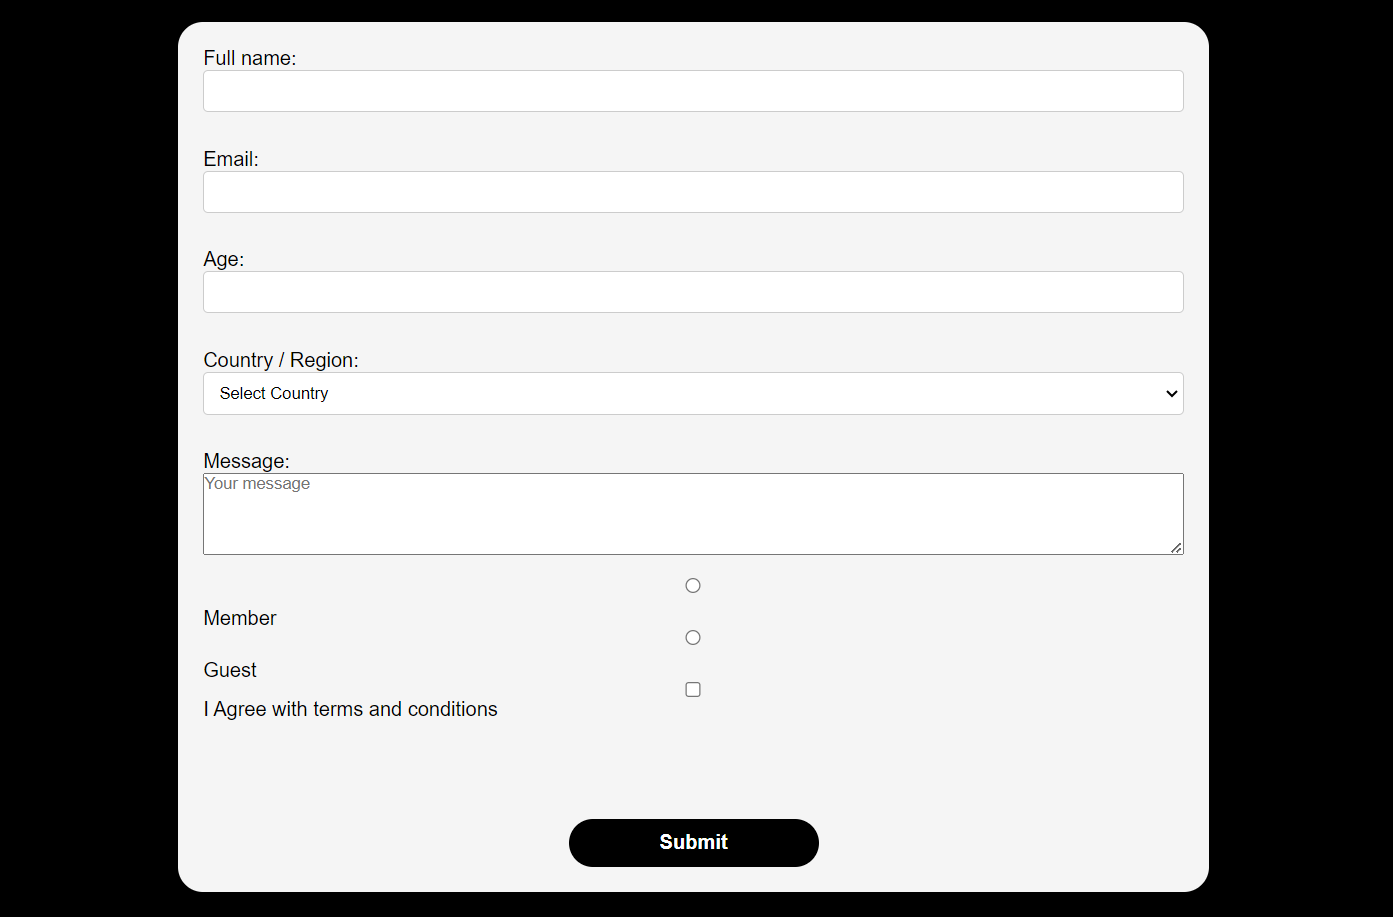 Full name:
Email:
Age:
Country / Region:
Select Country
Message:
Your message
Member
Guest
I Agree with terms and conditions
Submit